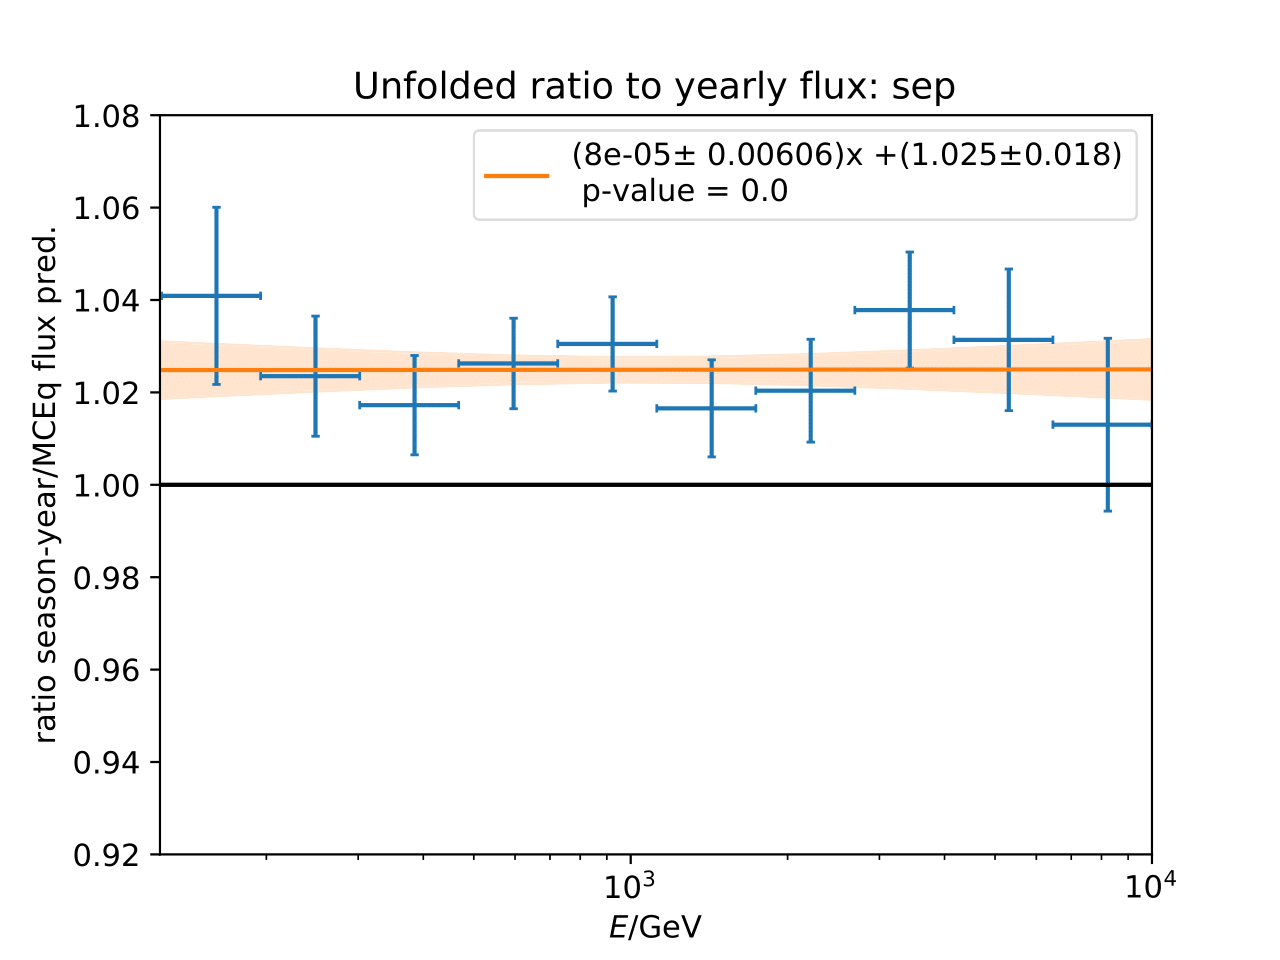 Unfolded ratio to yearly flux: sep
(8e-05± 0.00606)x +(1.025±0.018)
p-value = 0.0
1.08
1.06
1.04
1.02
1.00
0.98
0.96
0.94
0.92
ratio season-year/MCEq flux pred.
10³
10⁴
E/GeV